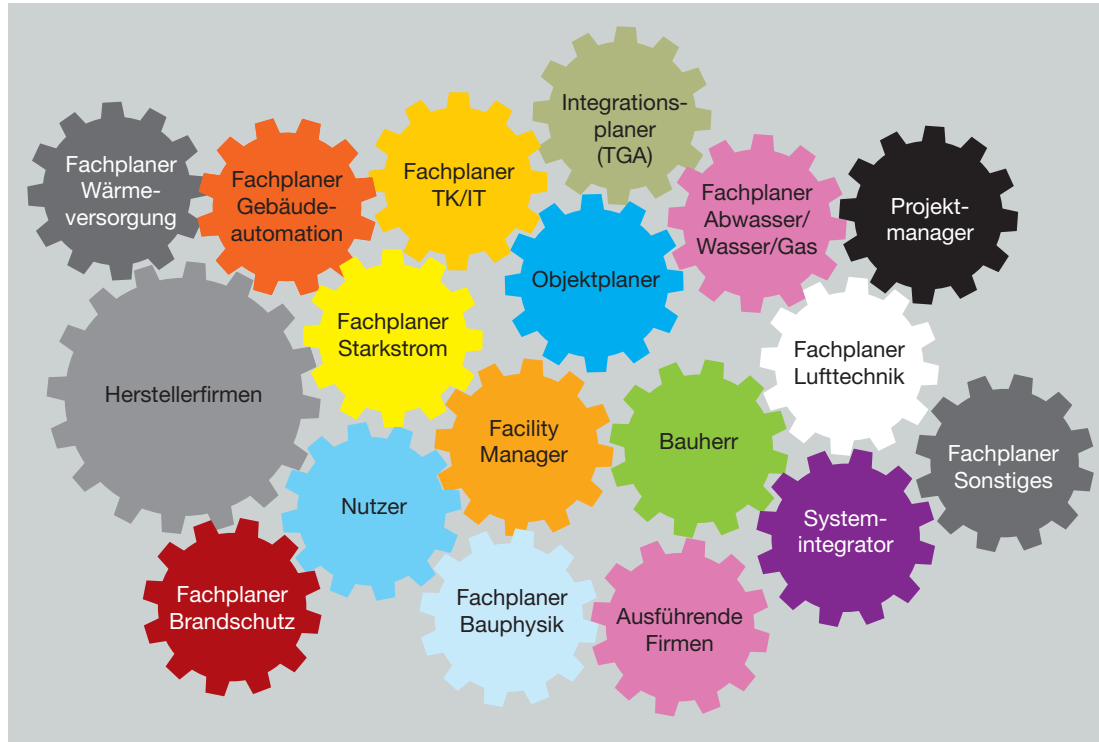 Integrations-
planer
(TGA)
Fachplaner
Wärme-
versorgung
Fachplaner
Gebäude-
automation
Fachplaner
TK/IT
Fachplaner
Abwasser/
Wasser/Gas
Projekt-
manager
Objektplaner
Fachplaner
Starkstrom
Fachplaner
Lufttechnik
Herstellerfirmen
Facility
Manager
Bauherr
Fachplaner
Sonstiges
Nutzer
System-
integrator
Fachplaner
Brandschutz
Fachplaner
Bauphysik
Ausführende
Firmen